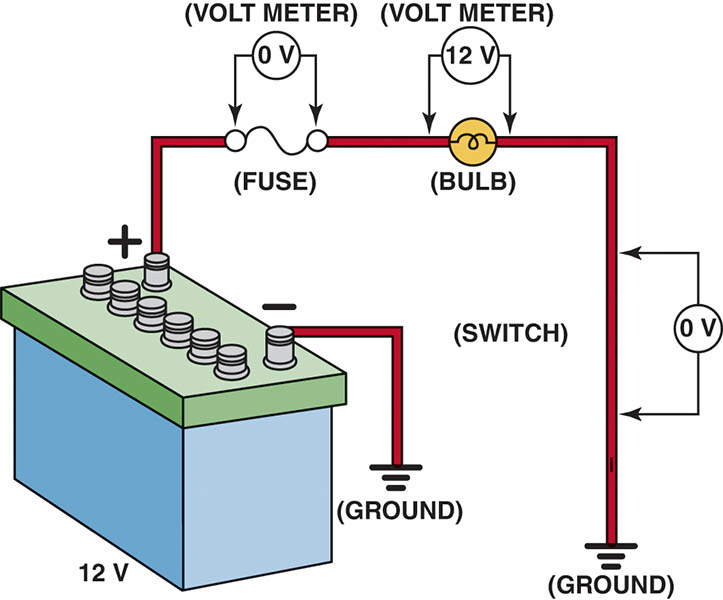 (VOLT METER) (VOLT METER)
0 V
12 V
(FUSE)
(BULB)
+
−
(SWITCH)
0 V
(GROUND)
12 V
(GROUND)